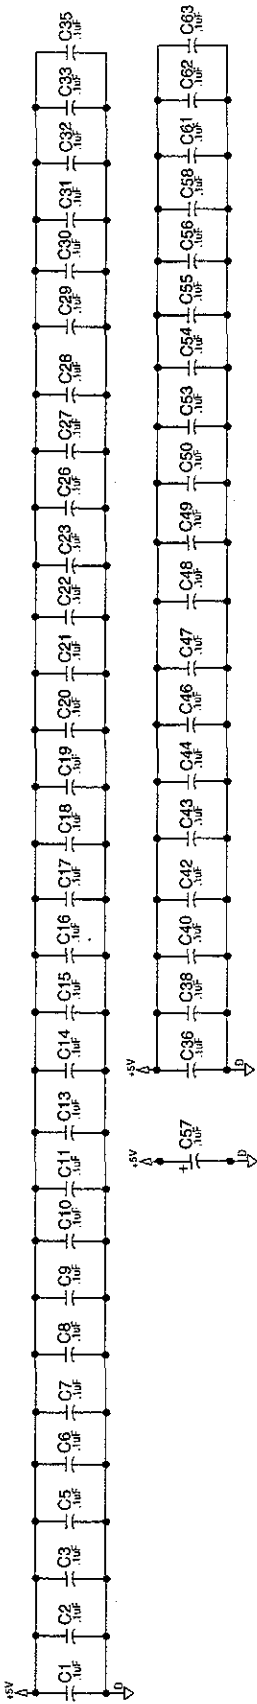 +5V
C1 .1uF
C2 .1uF
C3 .1uF
C5 .1uF
C6 .1uF
C7 .1uF
C8 .1uF
C9 .1uF
C10 .1uF
C11 .1uF
C13 .1uF
C14 .1uF
C15 .1uF
C16 .1uF
C17 .1uF
C18 .1uF
C19 .1uF
C20 .1uF
C21 .1uF
C22 .1uF
C23 .1uF
C26 .1uF
C27 .1uF
C28 .1uF
C29 .1uF
C30 .1uF
C31 .1uF
C32 .1uF
C33 .1uF
C35 .1uF
D
+5V
+
C57 .1uF
D
+5V
C36 .1uF
C38 .1uF
C40 .1uF
C42 .1uF
C43 .1uF
C44 .1uF
C46 .1uF
C47 .1uF
C48 .1uF
C49 .1uF
C50 .1uF
C53 .1uF
C54 .1uF
C55 .1uF
C56 .1uF
C58 .1uF
C61 .1uF
C62 .1uF
C63 .1uF
D